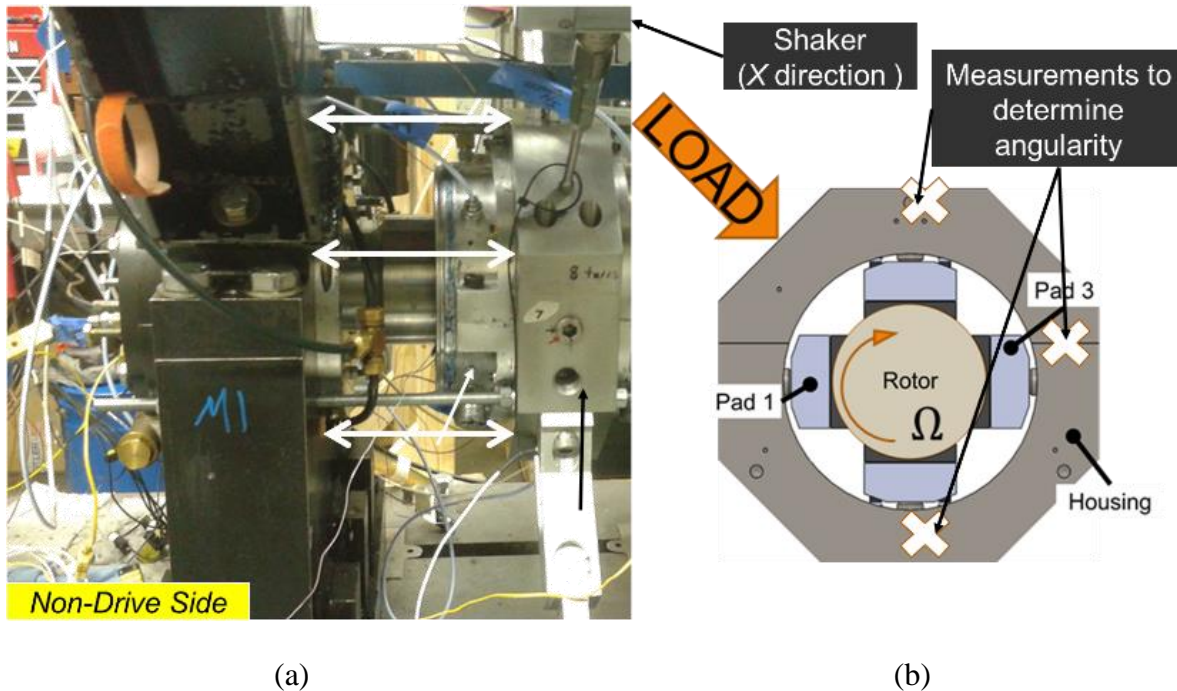 Shaker
(X direction )
Measurements to
determine
angularity
LOAD
8 turns
7
M1
Non-Drive Side
Pad 3
Pad 1
Rotor
Ω
Housing
(a)
(b)